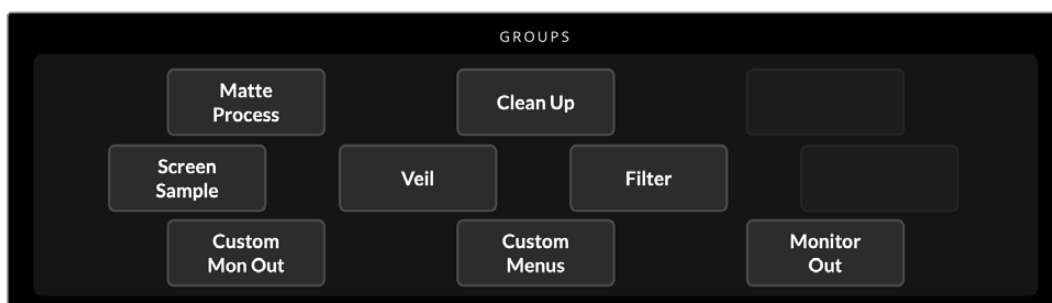 GROUPS
Matte
Process
Clean Up
Screen
Sample
Veil
Filter
Custom
Mon Out
Custom
Menus
Monitor
Out